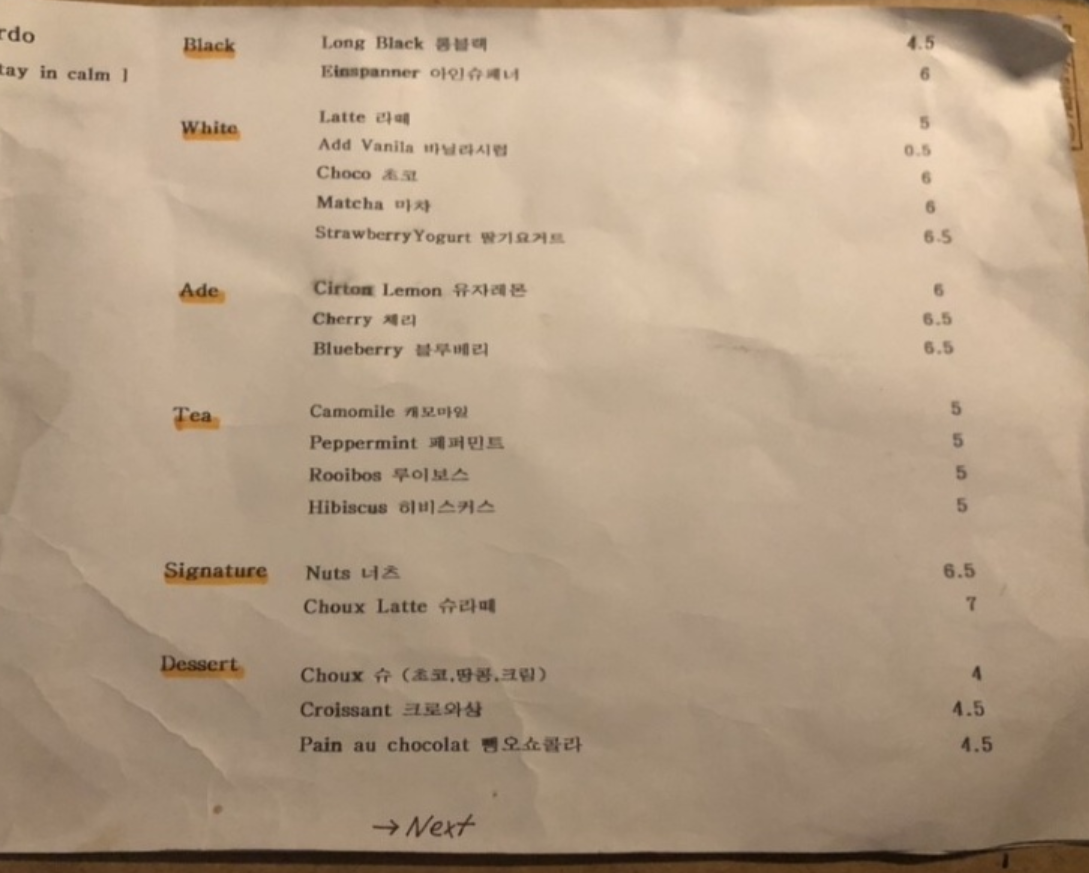 rdo
tay in calm ]
Black Long Black 롱블랙 4.5
Einspanner 아인슈페너 6
White Latte 라떼 5
Add Vanila 바닐라시럽 0.5
Choco 초코 6
Matcha 마챠 6
StrawberryYogurt 딸기요거트 6.5
Ade Cirton Lemon 유자레몬 6
Cherry 체리 6.5
Blueberry 블루베리 6.5
Tea Camomile 캐모마일 5
Peppermint 페퍼민트 5
Rooibos 루이보스 5
Hibiscus 히비스커스 5
Signature Nuts 너츠 6.5
Choux Latte 슈라떼 7
Dessert Choux 슈 (초코,땅콩,크림) 4
Croissant 크로와상 4.5
Pain au chocolat 뺑오쇼콜라 4.5
→ Next